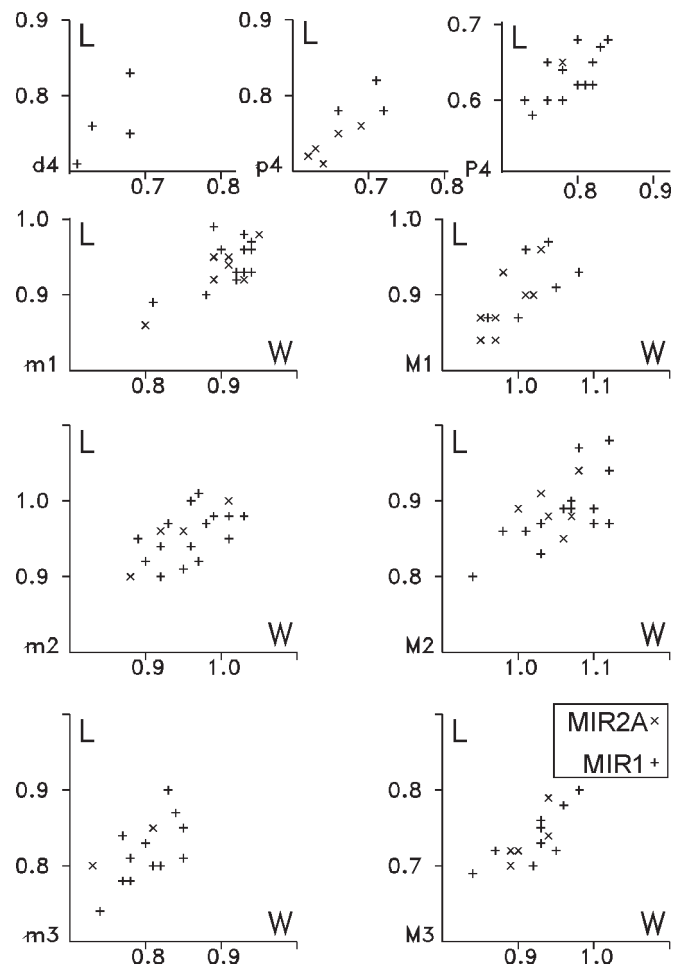 0.9 L 0.9 L 0.7 L
0.8 0.8 0.6
d4 p4 P4
0.7 0.8 0.7 0.8 0.8 0.9
1.0 L 1.0 L
0.9 0.9
m1 W M1 W
0.8 0.9 1.0 1.1
L L
1.0 0.9
0.9 0.8
m2 W M2 W
0.9 1.0 1.0 1.1
L L
MIR2A ×
MIR1 +
0.9 0.8
0.8 0.7
m3 W M3 W
0.8 0.9 0.9 1.0